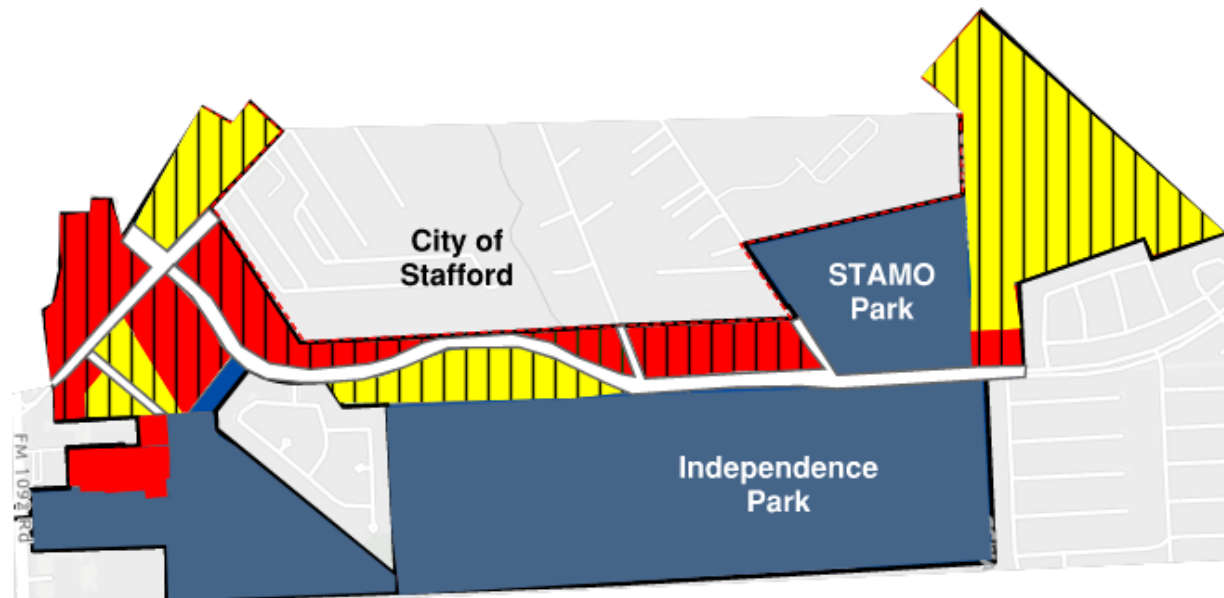 City of
Stafford
STAMO
Park
Independence
Park
FM 1092 Rd